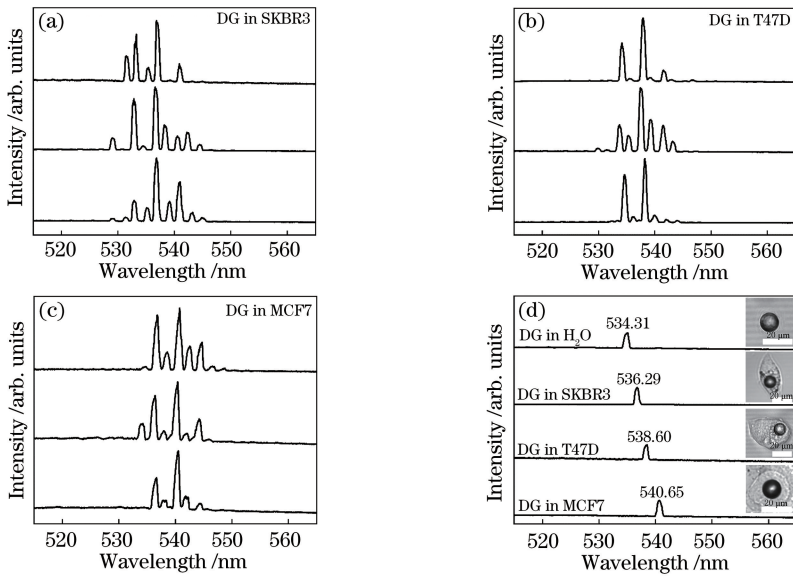 (a)
DG in SKBR3
Intensity /arb. units
520 530 540 550 560
Wavelength /nm
(b)
DG in T47D
Intensity /arb. units
520 530 540 550 560
Wavelength /nm
(c)
DG in MCF7
Intensity /arb. units
520 530 540 550 560
Wavelength /nm
(d)
534.31
DG in H₂O
20 μm
536.29
DG in SKBR3
20 μm
538.60
DG in T47D
20 μm
540.65
DG in MCF7
20 μm
Intensity /arb. units
520 530 540 550 560
Wavelength /nm